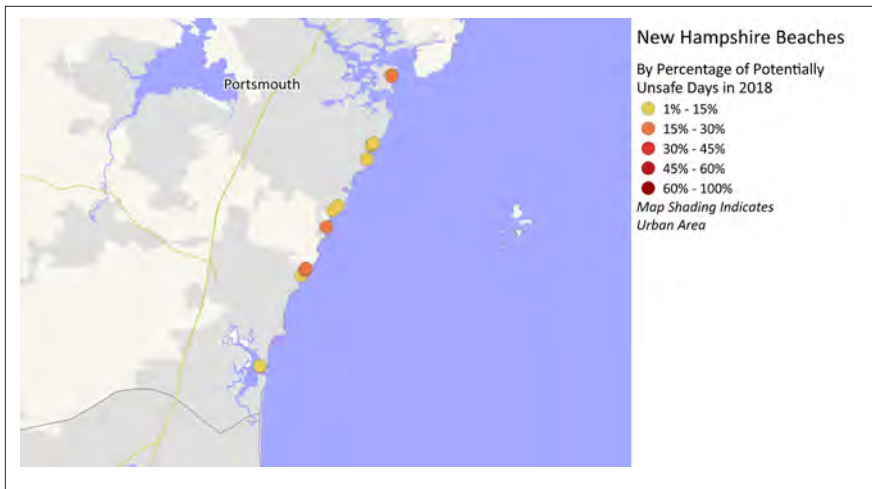 Portsmouth
New Hampshire Beaches
By Percentage of Potentially
Unsafe Days in 2018
1% - 15%
15% - 30%
30% - 45%
45% - 60%
60% - 100%
Map Shading Indicates
Urban Area